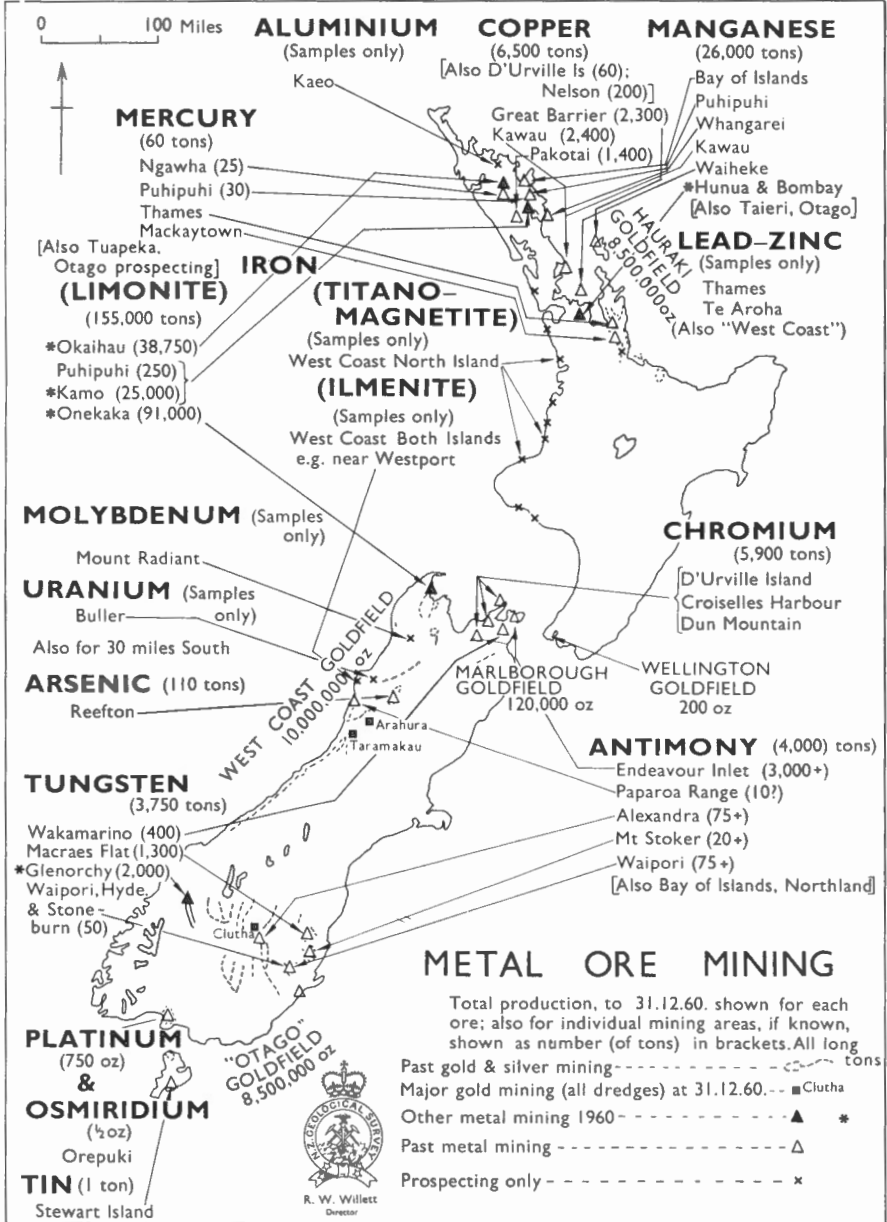 0 100 Miles
ALUMINIUM
(Samples only)
Kaeo
COPPER
(6,500 tons)
[Also D'Urville Is (60);
Nelson (200)]
Great Barrier (2,300)
Kawau (2,400)
Pakotai (1,400)
MANGANESE
(26,000 tons)
Bay of Islands
Puhipuhi
Whangarei
Kawau
Waiheke
*Hunua & Bombay
[Also Taieri, Otago]
MERCURY
(60 tons)
Ngawha (25)
Puhipuhi (30)
Thames
Mackaytown
[Also Tuapeka,
Otago prospecting]
HAURAKI
GOLDFIELD
8,500,000oz
LEAD-ZINC
(Samples only)
Thames
Te Aroha
(Also "West Coast")
IRON
(LIMONITE)
(155,000 tons)
*Okaihau (38,750)
Puhipuhi (250)
*Kamo (25,000)
*Onekaka (91,000)
(TITANO-
MAGNETITE)
(Samples only)
West Coast North Island
(ILMENITE)
(Samples only)
West Coast Both Islands
e.g. near Westport
MOLYBDENUM (Samples
only)
Mount Radiant
URANIUM (Samples
only)
Buller
Also for 30 miles South
ARSENIC (110 tons)
Reefton
WEST COAST GOLDFIELD
10,000,000 oz
Arahura
Taramakau
CHROMIUM
(5,900 tons)
D'Urville Island
Croiselles Harbour
Dun Mountain
MARLBOROUGH
GOLDFIELD
120,000 oz
WELLINGTON
GOLDFIELD
200 oz
ANTIMONY (4,000) tons)
Endeavour Inlet (3,000+)
Paparoa Range (10?)
Alexandra (75+)
Mt Stoker (20+)
Waipori (75+)
[Also Bay of Islands, Northland]
TUNGSTEN
(3,750 tons)
Wakamarino (400)
Macraes Flat (1,300)
*Glenorchy (2,000)
Waipori, Hyde.
& Stone-
burn (50)
Clutha
PLATINUM
(750 oz)
&
OSMIRIDIUM
(½oz)
Orepuki
TIN (1 ton)
Stewart Island
"OTAGO"
GOLDFIELD
8,500,000 oz
N.Z. GEOLOGICAL SURVEY
R. W. Willett
Director
METAL ORE MINING
Total production, to 31.12.60. shown for each
ore; also for individual mining areas, if known,
shown as number (of tons) in brackets. All long
tons
Past gold & silver mining
Major gold mining (all dredges) at 31.12.60. Clutha
Other metal mining 1960 *
Past metal mining
Prospecting only